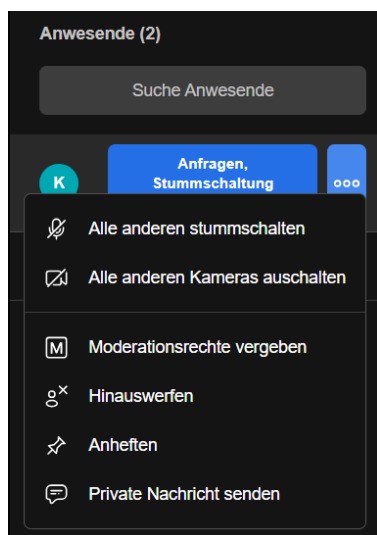 Anwesende (2)
Suche Anwesende
K
Anfragen,
Stummschaltung
Alle anderen stummschalten
Alle anderen Kameras auschalten
M
Moderationsrechte vergeben
Hinauswerfen
Anheften
Private Nachricht senden